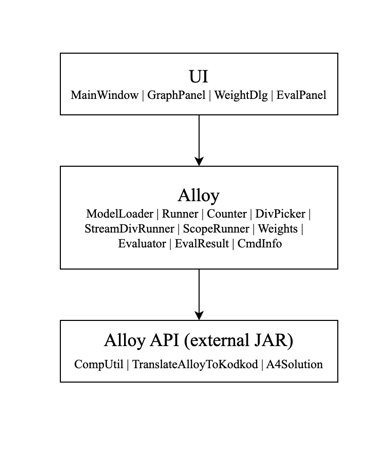 UI
MainWindow | GraphPanel | WeightDlg | EvalPanel
Alloy
ModelLoader | Runner | Counter | DivPicker |
StreamDivRunner | ScopeRunner | Weights |
Evaluator | EvalResult | CmdInfo
Alloy API (external JAR)
CompUtil | TranslateAlloyToKodkod | A4Solution